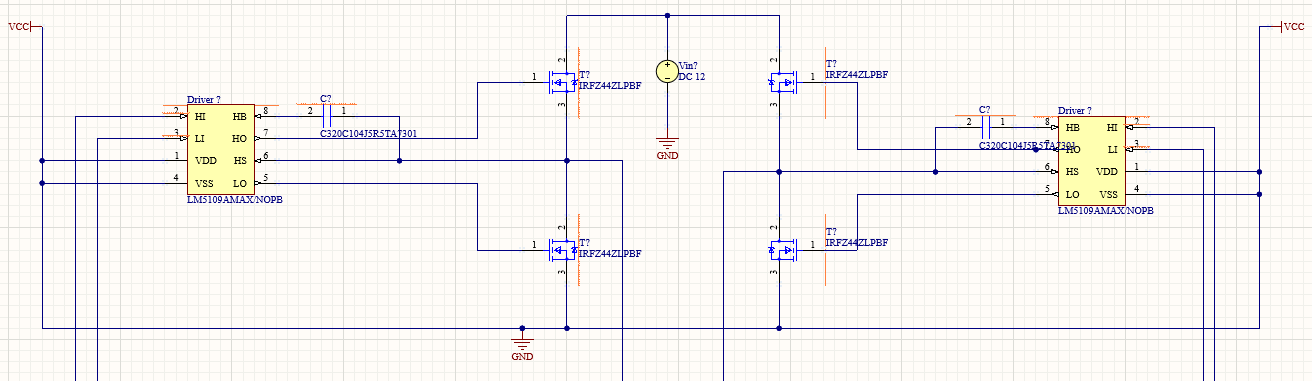 VCC
VCC
2
T?
IRFZ44ZLPBF
1
3
Vin?
DC 12
GND
2
T?
IRFZ44ZLPBF
1
3
Driver ?
2 HI HB 8
3 LI HO 7
1 VDD HS 6
4 VSS LO 5
LM5109AMAX/NOPB
C?
2 1
C320C104J5R5TA7301
C?
2 1
C320C104J5R5TA7301
Driver ?
8 HB HI 2
7 HO LI 3
6 HS VDD 1
5 LO VSS 4
LM5109AMAX/NOPB
2
T?
IRFZ44ZLPBF
1
3
2
T?
IRFZ44ZLPBF
1
3
GND